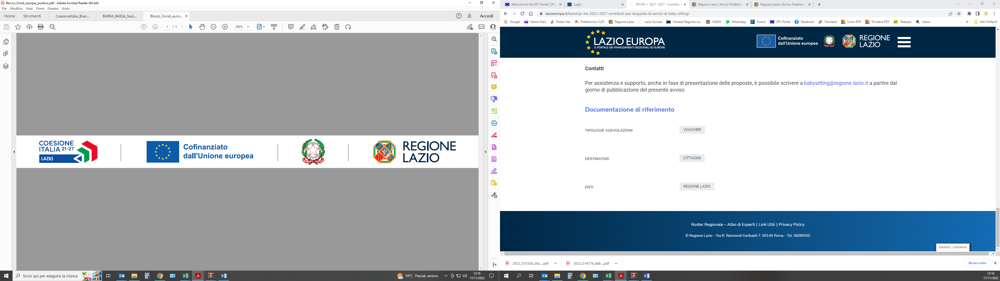 Blocco_Fondi_europei_positivo.pdf - Adobe Acrobat Reader (64-bit)
File Modifica Vista Firma Finestra Aiuto
Home Strumenti CoesioneItalia_Bran... BARRA_BASSA_fasci... Blocco_Fondi_euro... Accedi
1 / 1 289%
COESIONE
ITALIA 21-27
LAZIO
Cofinanziato
dall'Unione europea
REPUBBLICA ITALIANA
REGIONE
LAZIO
Scrivi qui per eseguire la ricerca
18°C Parzial. sereno
12:16
17/11/2022
Welcome to the SFC Portal | SFC Login PR FSE + 2021- 2027 - Contribut Regione Lazio | Avviso Pubblico Regione Lazio | Avviso Pubblico
lazioeuropa.it/bandi/pr-fse-2021-2027-contributi-per-lacquisto-di-servizi-di-baby-sitting/
Google Yahoo Mail Posta Cles Piattaforma CLES Regione Lazio Lazio Europa Intranet Regione La... SIGEM WhatsApp Fineco SFC Portal Facebook Trenitalia Unire PDF Dividere PDF Telepass Libero » Altri Preferiti
LAZIO EUROPA
IL PORTALE DEI FINANZIAMENTI REGIONALI ED EUROPEI
Cofinanziato
dall'Unione europea
REGIONE
LAZIO
Contatti
Per assistenza e supporto, anche in fase di presentazione delle proposte, è possibile scrivere a babysitting@regione.lazio.it a partire dal
giorno di pubblicazione del presente avviso.
Documentazione di riferimento
TIPOLOGIE AGEVOLAZIONI VOUCHER
DESTINATARI CITTADINI
ENTI REGIONE LAZIO
Roster Regionale – Albo di Esperti | Link Utili | Privacy Policy
© Regione Lazio - Via R. Raimondi Garibaldi 7, 00145 Roma - Tel. 06/99500
Gestisci i consensi
2022_G15330_disc....pdf 2022_G14776_bab....pdf Mostra tutto
12:16
17/11/2022